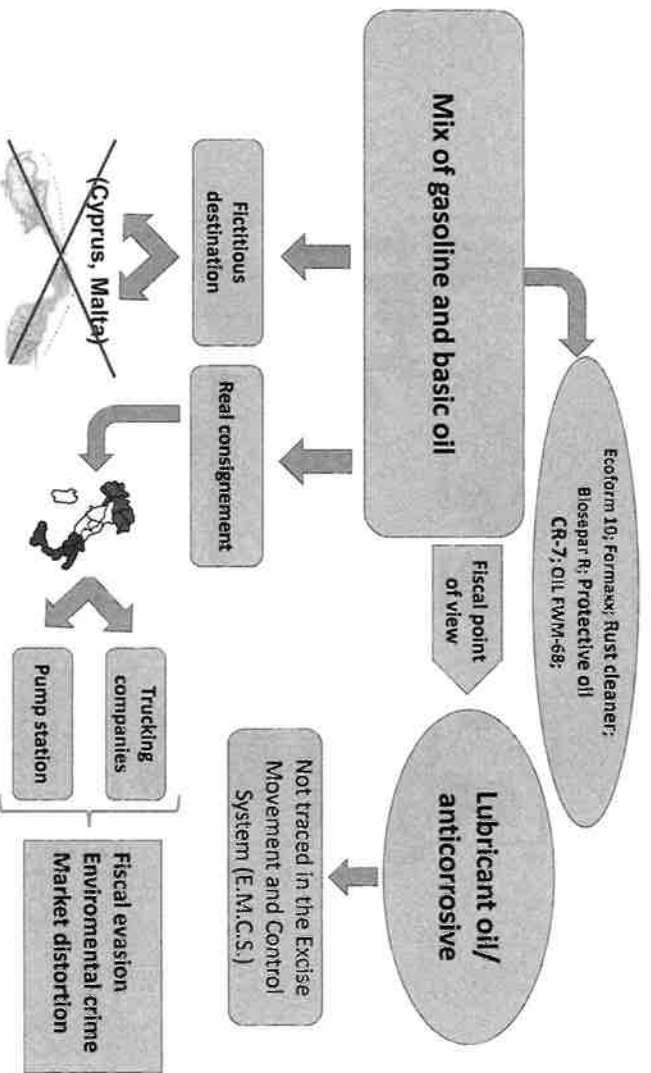 Mix of gasoline and basic oil
Ecoform 10; Formaxx; Rust cleaner;
Biosepar R; Protective oil
CR-7; OIL FWM-68;
Fiscal point
of view
Lubricant oil/
anticorrosive
Not traced in the Excise
Movement and Control
System (E.M.C.S.)
Fictitious
destination
(Cyprus, Malta)
Real consignement
Trucking
companies
Pump station
Fiscal evasion
Enviromental crime
Market distortion